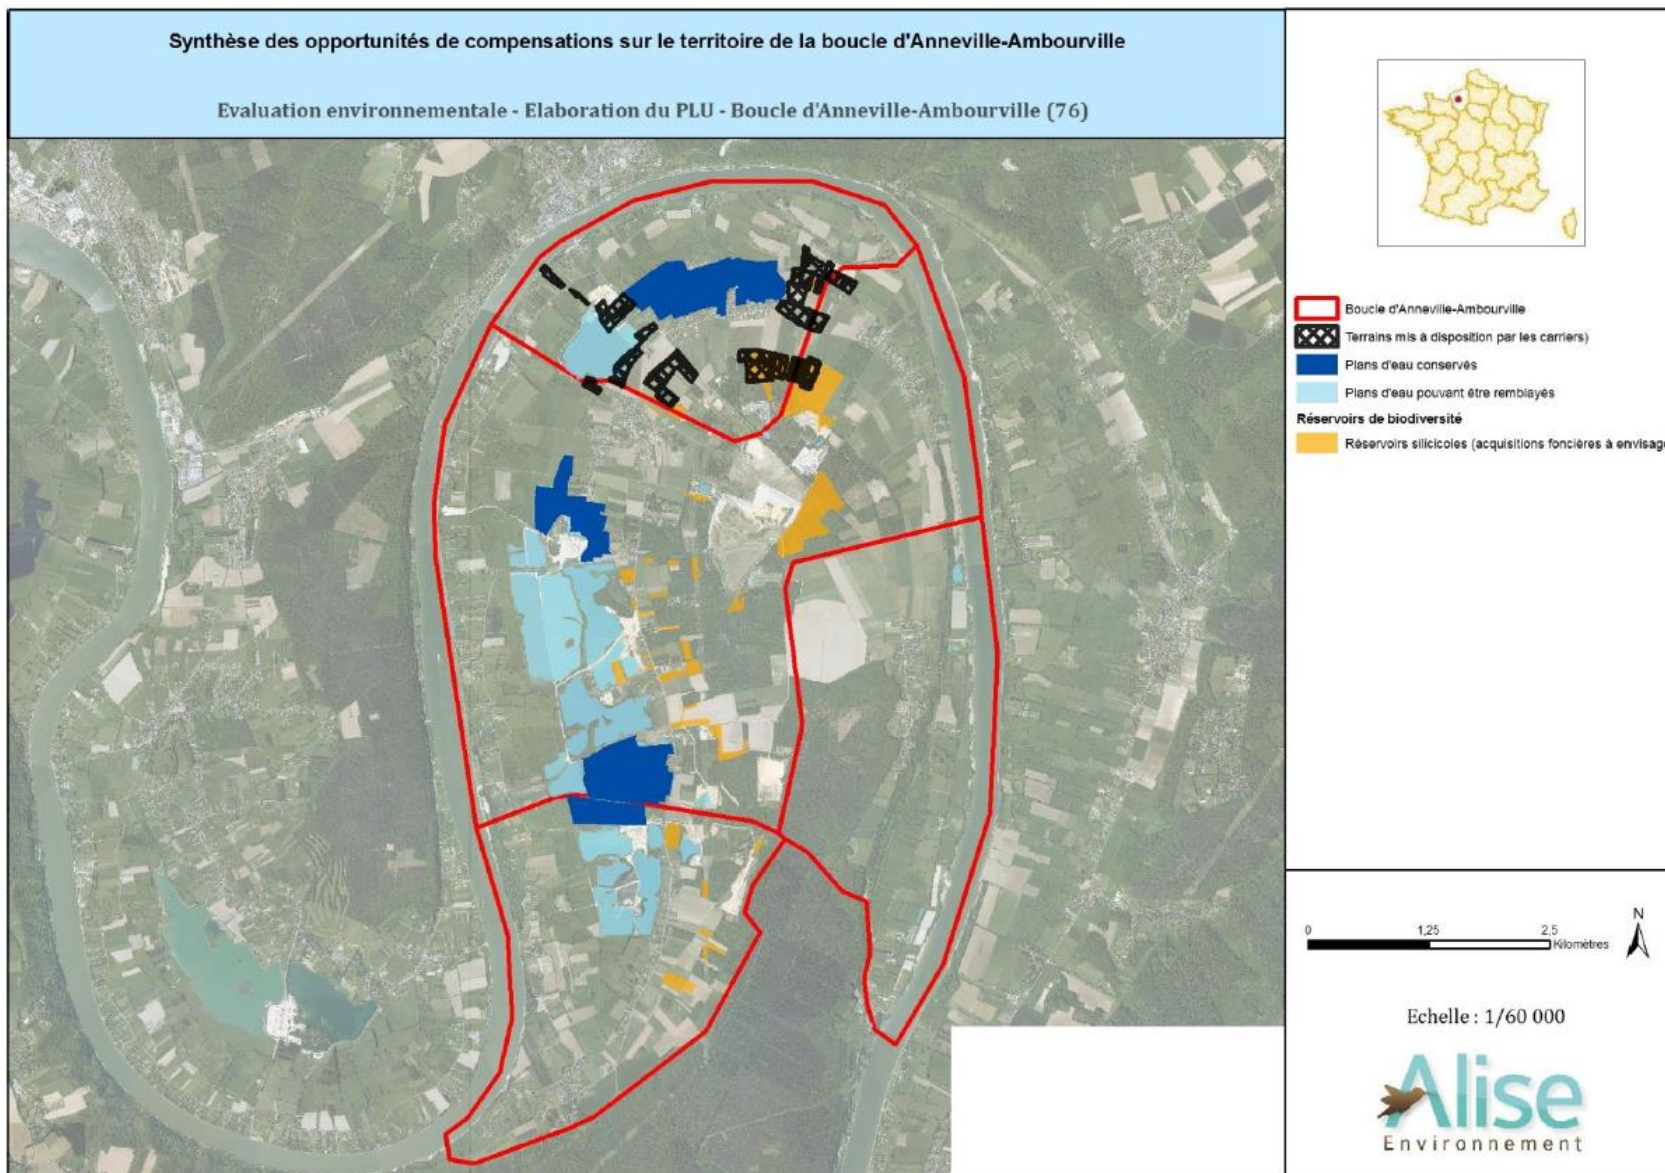 Synthèse des opportunités de compensations sur le territoire de la boucle d'Anneville-Ambourville
Evaluation environnementale - Elaboration du PLU - Boucle d'Anneville-Ambourville (76)
Boucle d'Anneville-Ambourville
Terrains mis à disposition par les carriers)
Plans d'eau conservés
Plans d'eau pouvant être remblayés
Réservoirs de biodiversité
Réservoirs silicicoles (acquisitions foncières à envisag
0 1,25 2,5
Kilomètres
N
Echelle : 1/60 000
Alise
Environnement